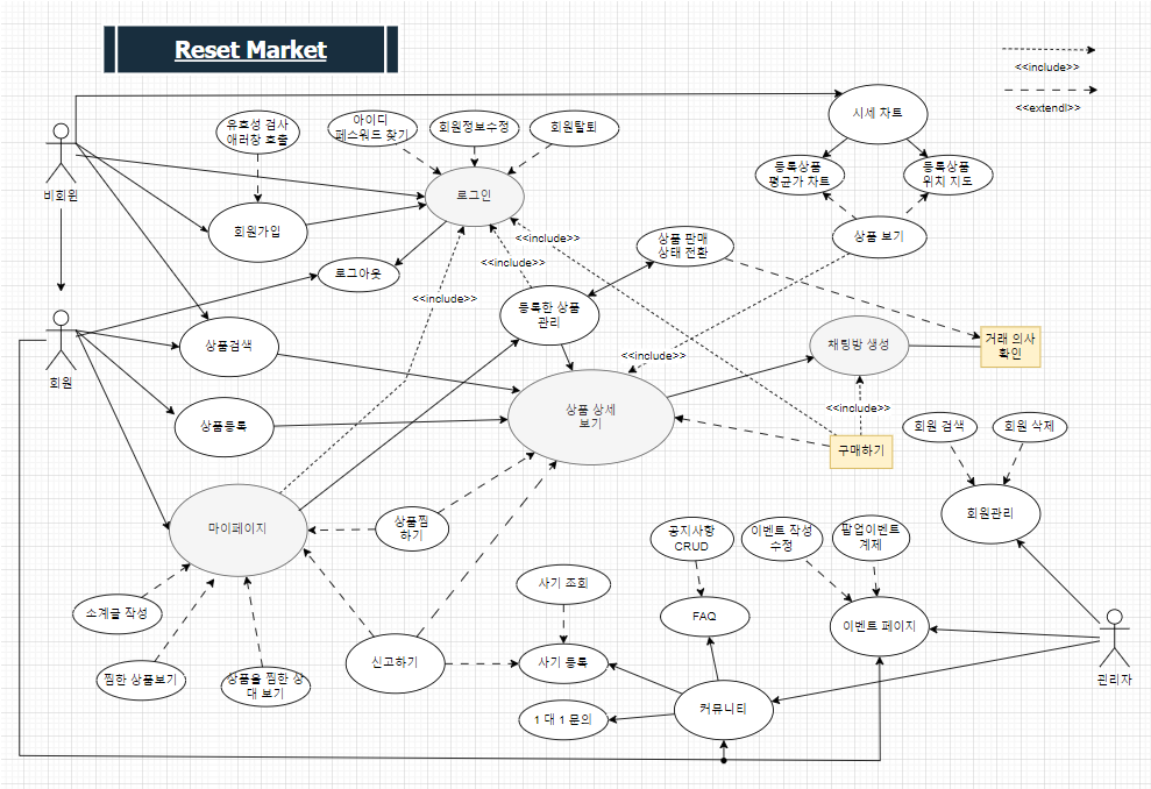 Reset Market
<<include>>
<<extendl>>
시세 차트
유효성 검사
애러창 호출
아이디
페스워드 찾기
회원정보수정
회원탈퇴
등록상품
평균가 차트
등록상품
위치 지도
비회원
로그인
회원가입
상품 판매
상태 전환
상품 보기
<<include>>
<<include>>
로그아웃
<<include>>
등록한 상품
관리
상품검색
채팅방 생성
거래 의사
확인
<<include>>
회원
상품 상세
보기
<<include>>
상품등록
회원 검색
회원 삭제
구매하기
마이페이지
상품찜
하기
회원관리
공지사항
CRUD
이벤트 작성
수정
팝업이벤트
계제
사기 조회
소계글 작성
FAQ
이벤트 페이지
신고하기
사기 등록
찜한 상품보기
상품을 찜한 상
대 보기
관리자
커뮤니티
1 대 1 문의